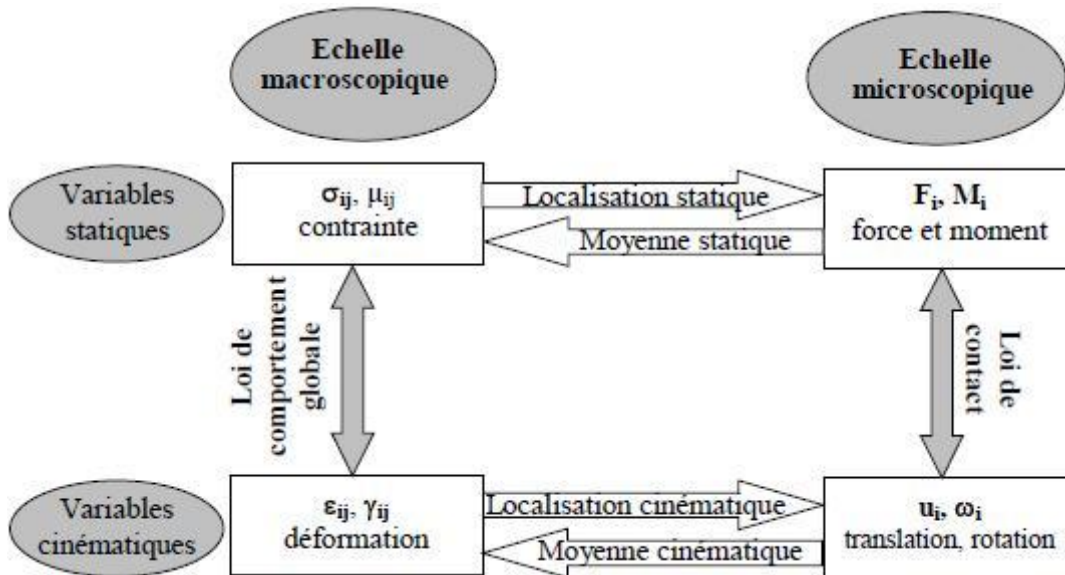 Echelle
macroscopique
Echelle
microscopique
Variables
statiques
σij, μij
contrainte
Localisation statique
Moyenne statique
Fi, Mi
force et moment
Loi de
comportement
globale
Loi de
contact
Variables
cinématiques
εij, γij
déformation
Localisation cinématique
Moyenne cinématique
ui, ωi
translation, rotation